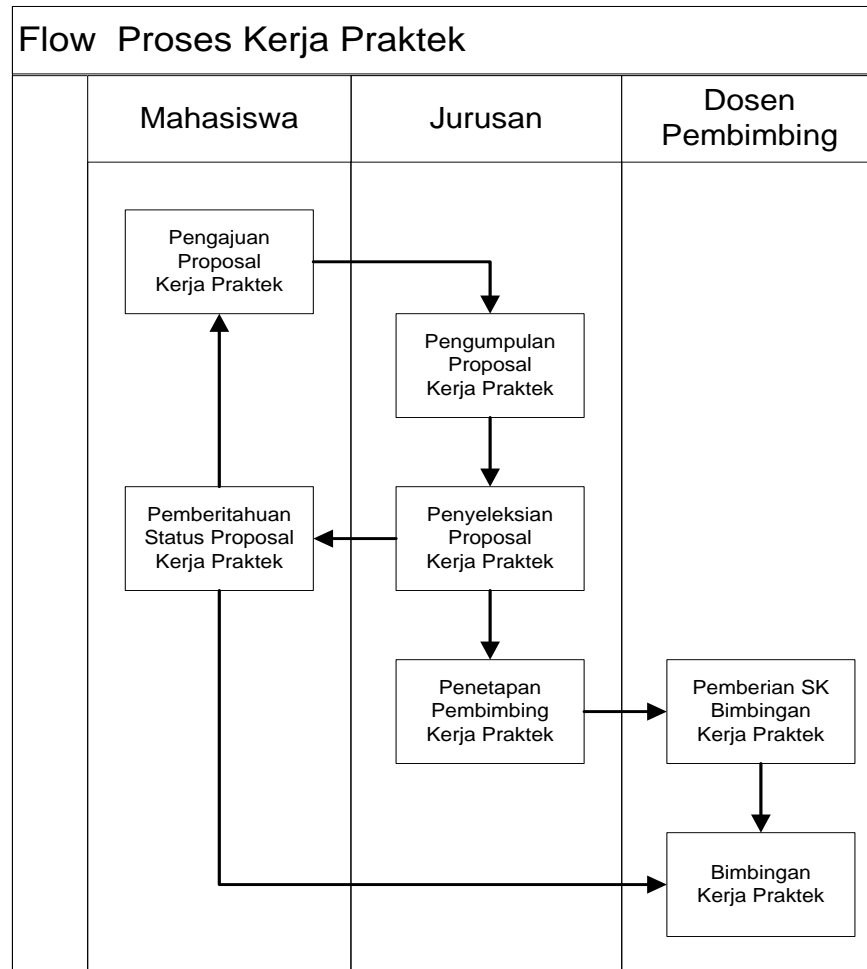 Flow Proses Kerja Praktek
Mahasiswa
Jurusan
Dosen
Pembimbing
Pengajuan
Proposal
Kerja Praktek
Pengumpulan
Proposal
Kerja Praktek
Pemberitahuan
Status Proposal
Kerja Praktek
Penyeleksian
Proposal
Kerja Praktek
Penetapan
Pembimbing
Kerja Praktek
Pemberian SK
Bimbingan
Kerja Praktek
Bimbingan
Kerja Praktek